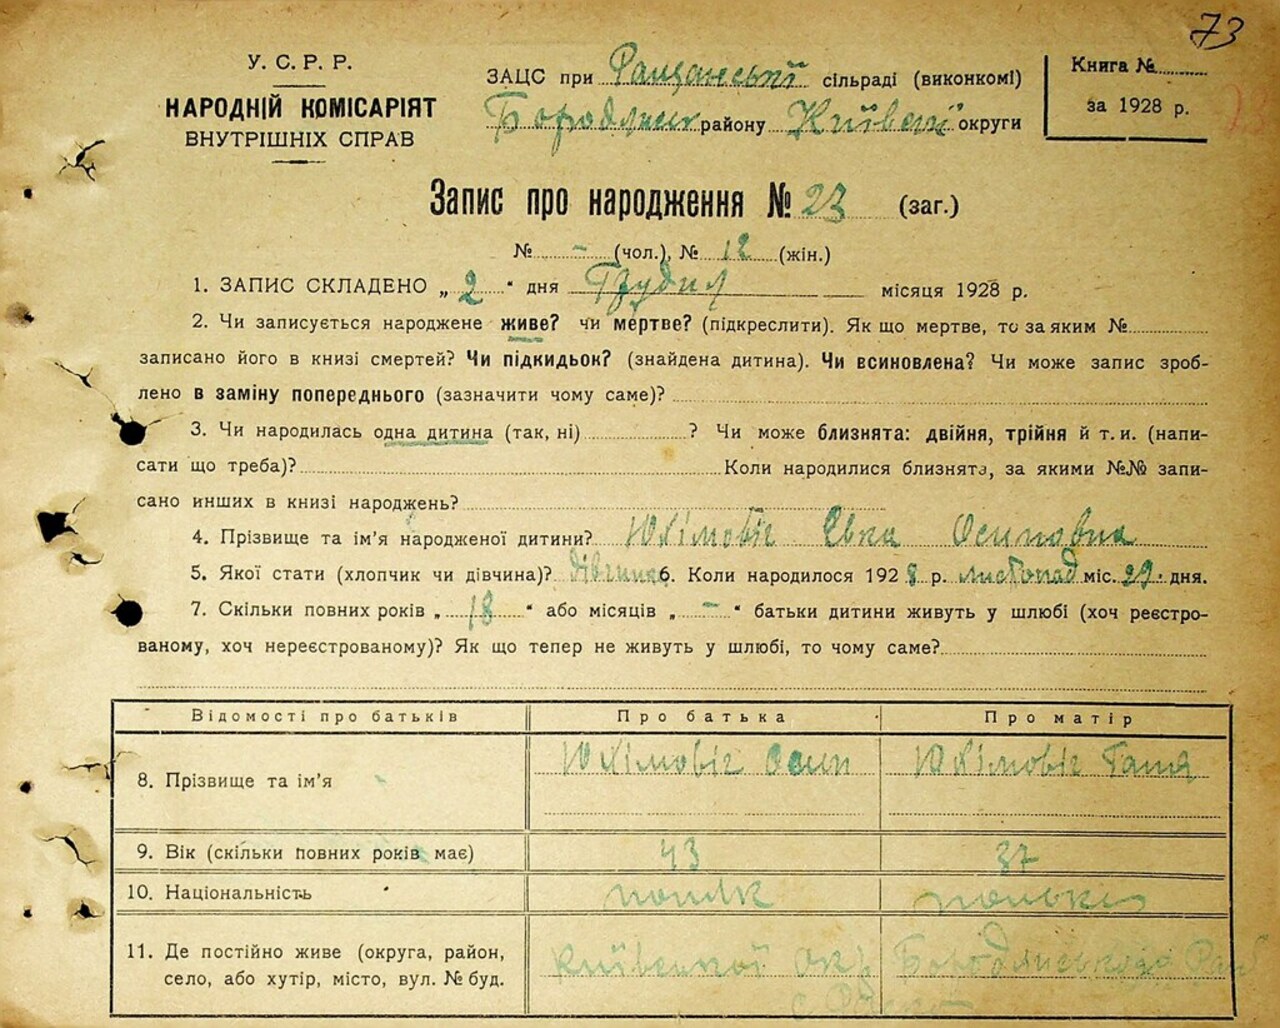 73
У. С. Р. Р.
НАРОДНІЙ КОМІСАРІЯТ
ВНУТРІШНІХ СПРАВ
ЗАЦС при сільраді (виконкомі)
району Київської округи
Книга №
за 1928 р.
Запис про народження № 23 (заг.)
№ - (чол.), № 12 (жін.)
1. ЗАПИС СКЛАДЕНО „ 2 “ дня Грудня місяця 1928 р.
2. Чи записується народжене живе? чи мертве? (підкреслити). Як що мертве, то за яким №
записано його в книзі смертей? Чи підкидьок? (знайдена дитина). Чи всиновлена? Чи може запис зроб-
лено в заміну попереднього (зазначити чому саме)?
3. Чи народилась одна дитина (так, ні) ? Чи може близнята: двійня, трійня й т. и. (напи-
сати що треба)? Коли народилися близнята, за якими №№ запи-
сано инших в книзі народжень?
4. Прізвище та ім'я народженої дитини? Юхімовіч Євка Осиповна
5. Якої стати (хлопчик чи дівчина)? дівчинка 6. Коли народилося 1928 р. листопад міс. 29 дня.
7. Скільки повних років „ 18 “ або місяців „ - “ батьки дитини живуть у шлюбі (хоч реєстро-
ваному, хоч нереєстрованому)? Як що тепер не живуть у шлюбі, то чому саме?
Відомості про батьків Про батька Про матір
8. Прізвище та ім'я Юхімовіч Осип Юхімовіч Ганя
9. Вік (скільки повних років має) 43 37
10. Національність поляк полька
11. Де постійно живе (округа, район, село, або хутір, місто, вул. № буд. Київської окр Бородянського Рай